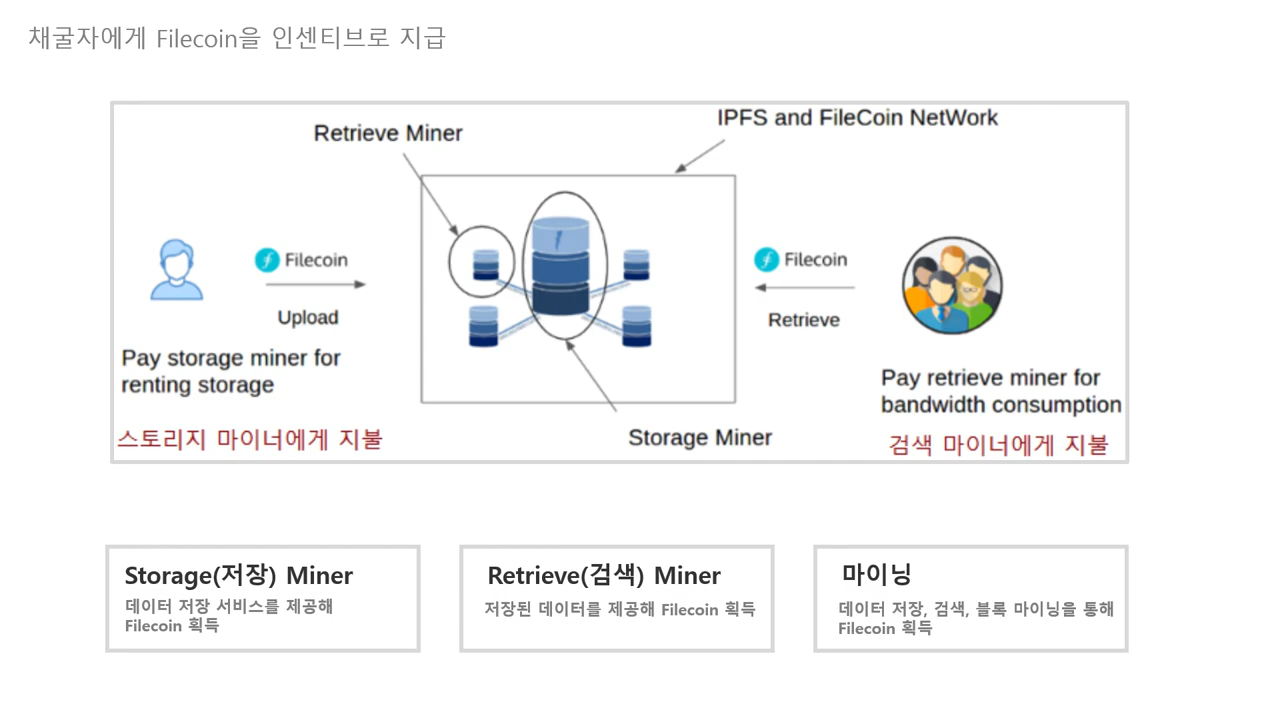 채굴자에게 Filecoin을 인센티브로 지급
IPFS and FileCoin NetWork
Retrieve Miner
Filecoin
Upload
Pay storage miner for
renting storage
스토리지 마이너에게 지불
Storage Miner
Filecoin
Retrieve
Pay retrieve miner for
bandwidth consumption
검색 마이너에게 지불
Storage(저장) Miner
데이터 저장 서비스를 제공해
Filecoin 획득
Retrieve(검색) Miner
저장된 데이터를 제공해 Filecoin 획득
마이닝
데이터 저장, 검색, 블록 마이닝을 통해
Filecoin 획득